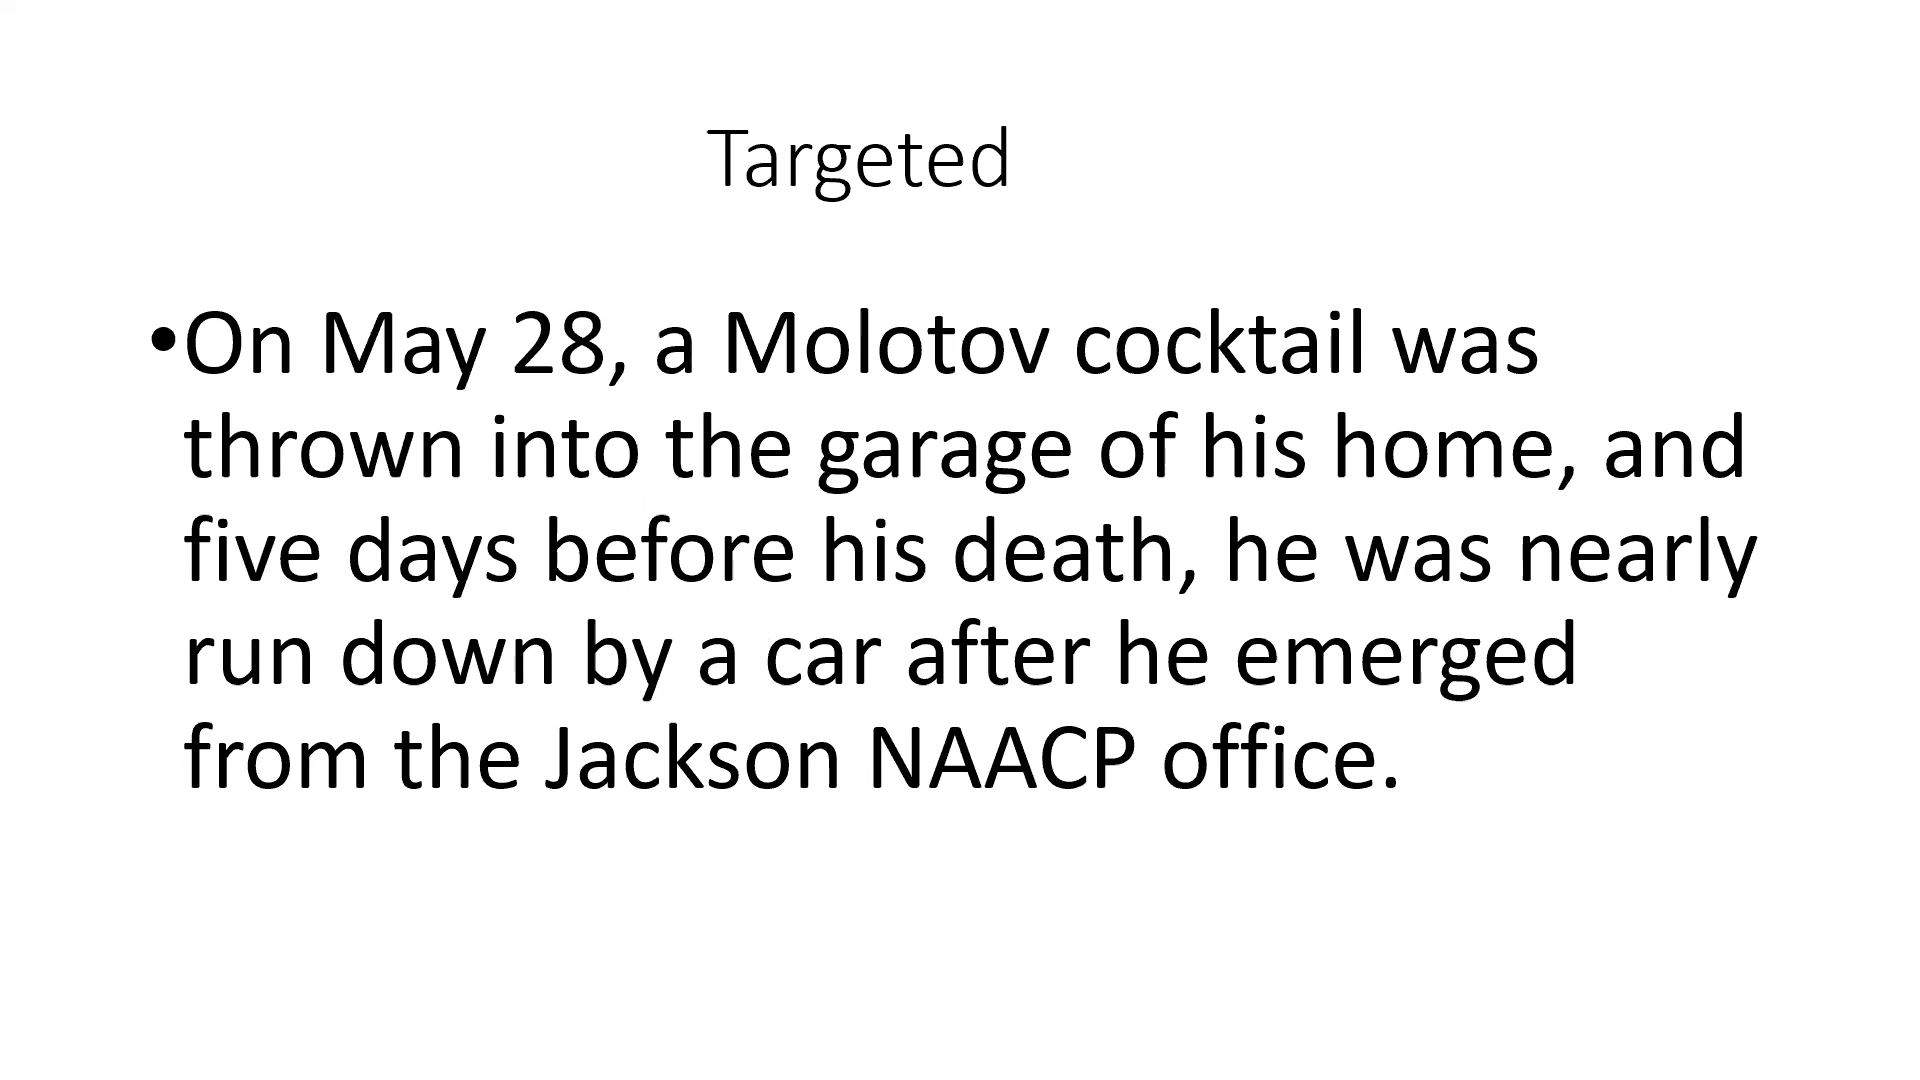 Targeted
•On May 28, a Molotov cocktail was
thrown into the garage of his home, and
five days before his death, he was nearly
run down by a car after he emerged
from the Jackson NAACP office.